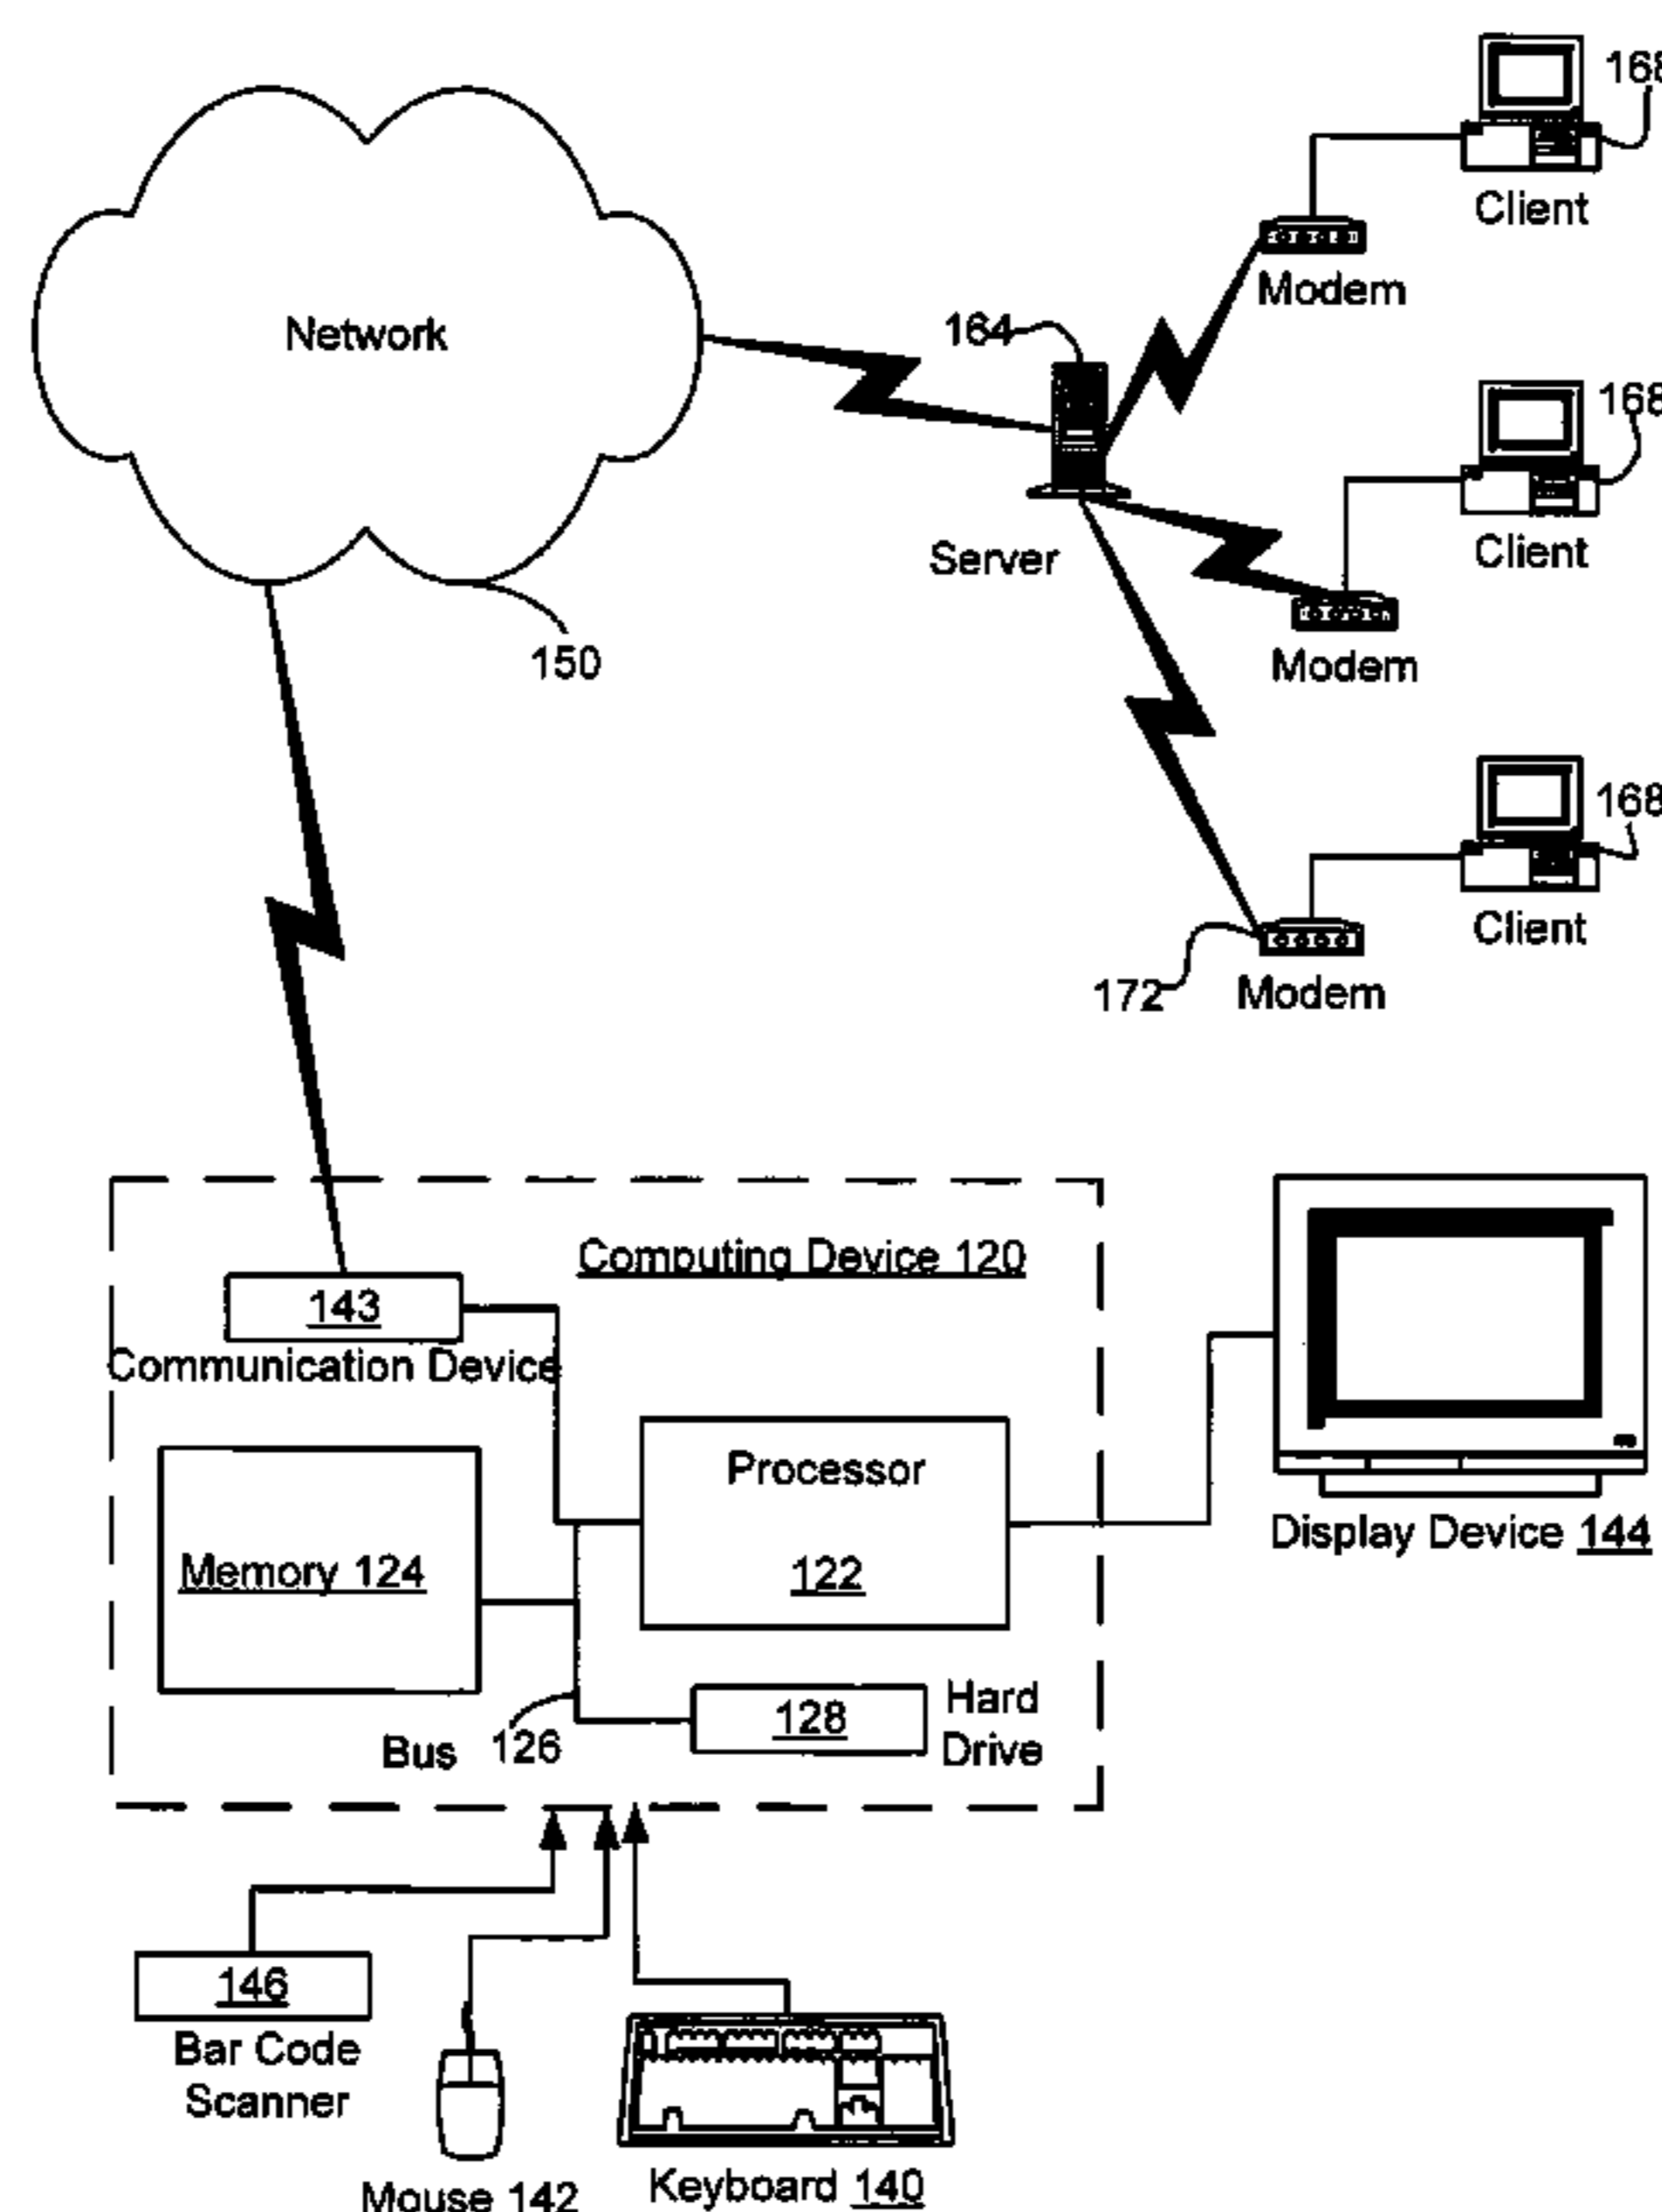 168
Client
Modem
Network
164
168
Server
Client
150
Modem
168
Client
172
Modem
Computing Device 120
143
Communication Device
Processor
122
Memory 124
Display Device 144
128
Hard
Drive
Bus
126
146
Bar Code
Scanner
Mouse 142
Keyboard 140